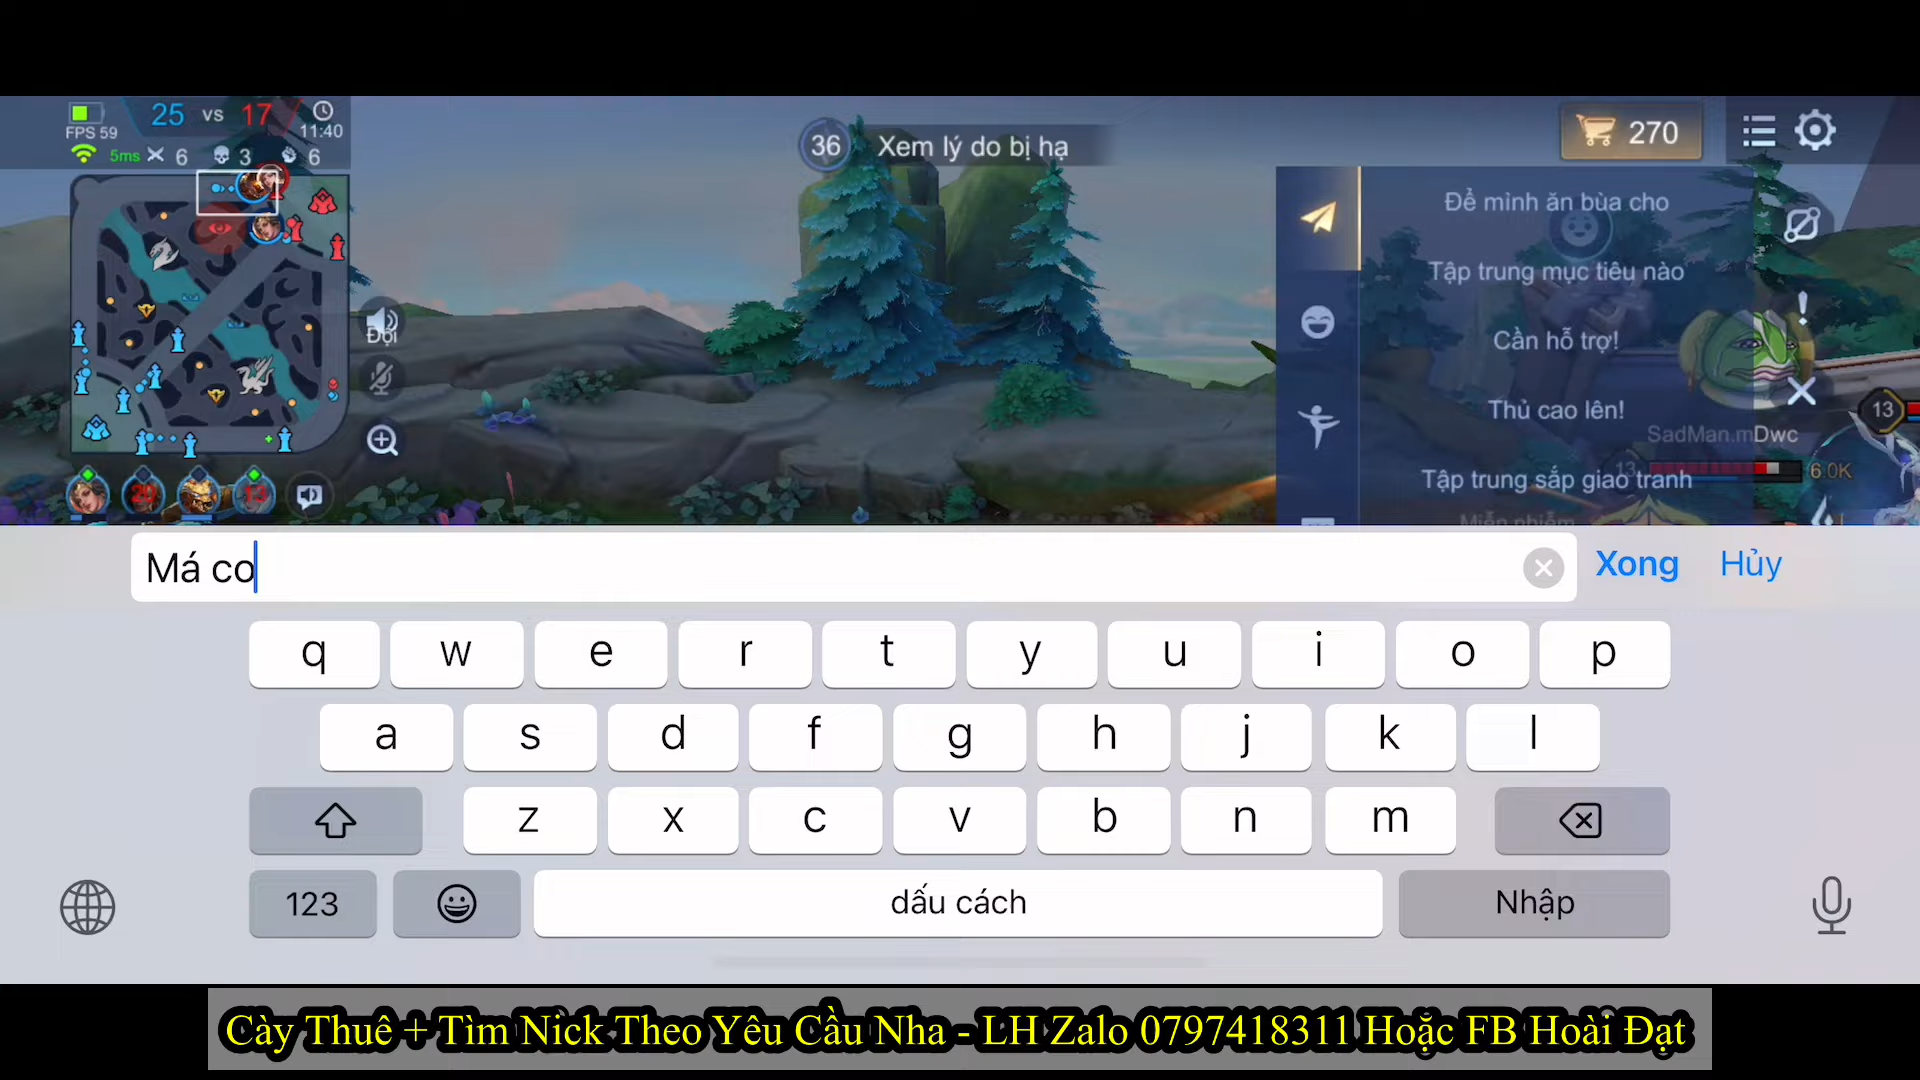 25 vs 17
11:40
FPS 59
5ms
6
3
6
36
Xem lý do bị hạ
270
Đội
Để mình ăn bùa cho
Tập trung mục tiêu nào
Cần hỗ trợ!
Thủ cao lên!
Tập trung sắp giao tranh
Miễn nhiễm
SadMan.mDwc
13
13
6.0K
Má co
Xong
Hủy
q w e r t y u i o p
a s d f g h j k l
z x c v b n m
123
dấu cách
Nhập
Cày Thuê + Tìm Nick Theo Yêu Cầu Nha - LH Zalo 0797418311 Hoặc FB Hoài Đạt